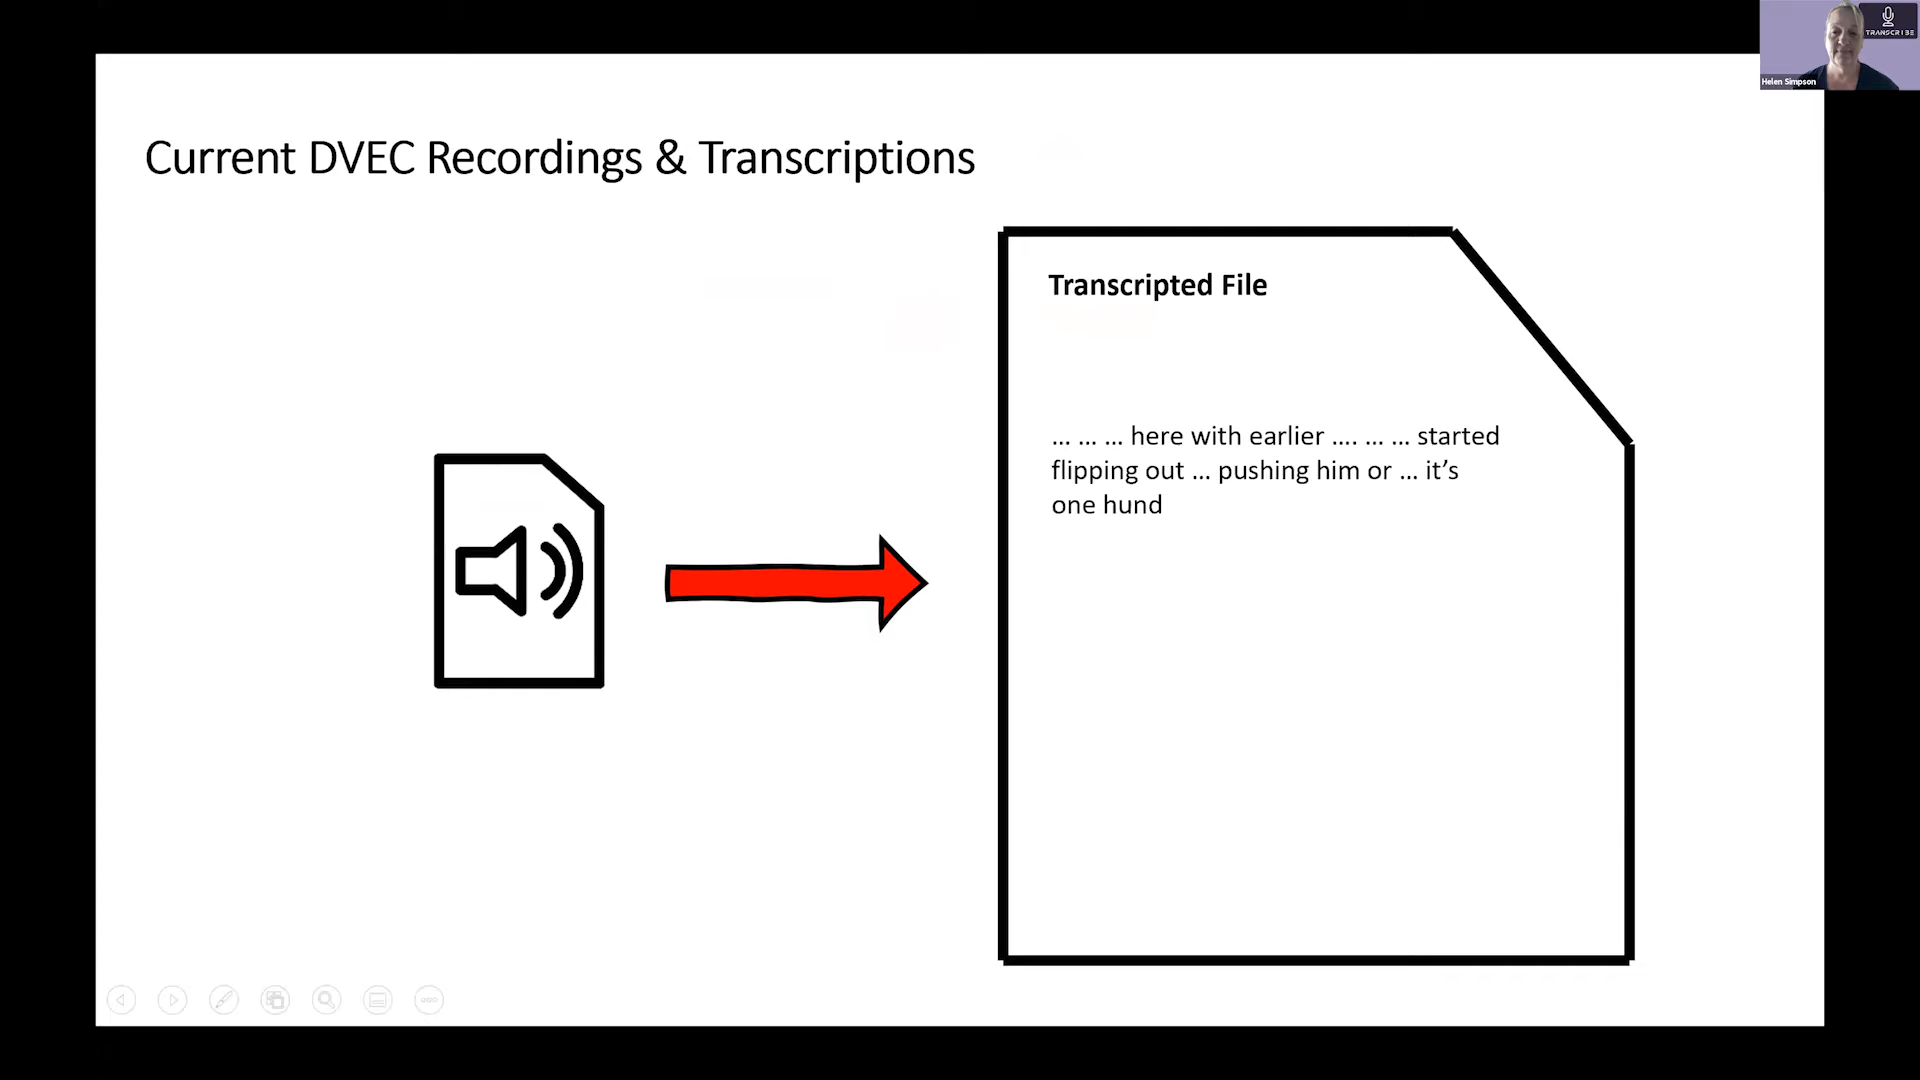 TRANSCRIBE
Helen Simpson
Current DVEC Recordings & Transcriptions
Transcripted File
... ... ... here with earlier .... ... ... started
flipping out ... pushing him or ... it’s
one hund